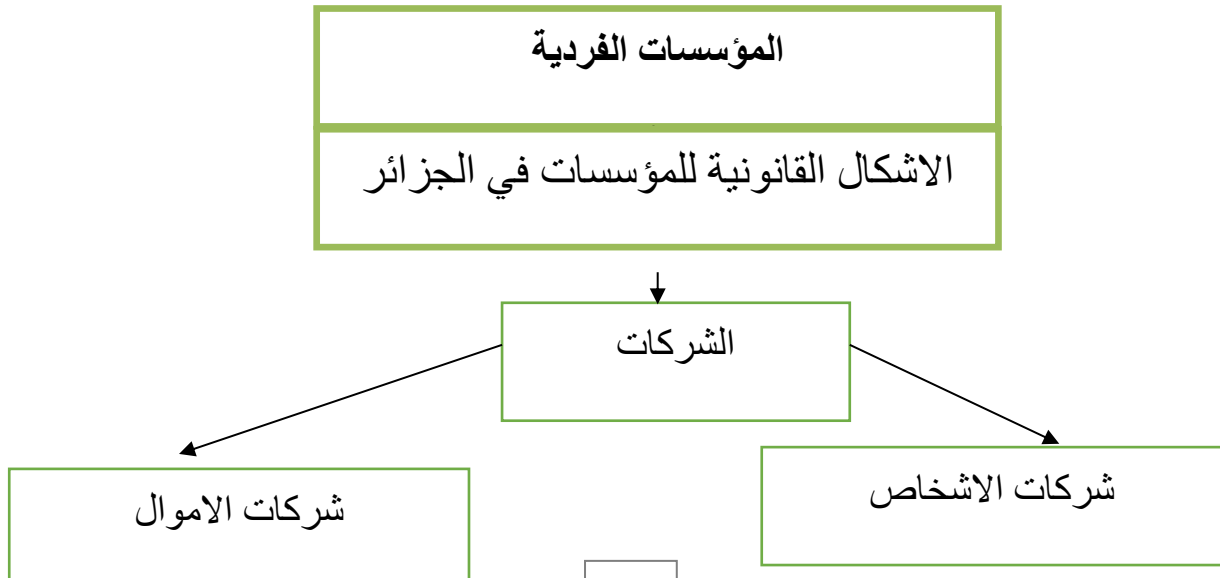 المؤسسات الفردية
الاشكال القانونية للمؤسسات في الجزائر
الشركات
شركات الاشخاص
شركات الاموال